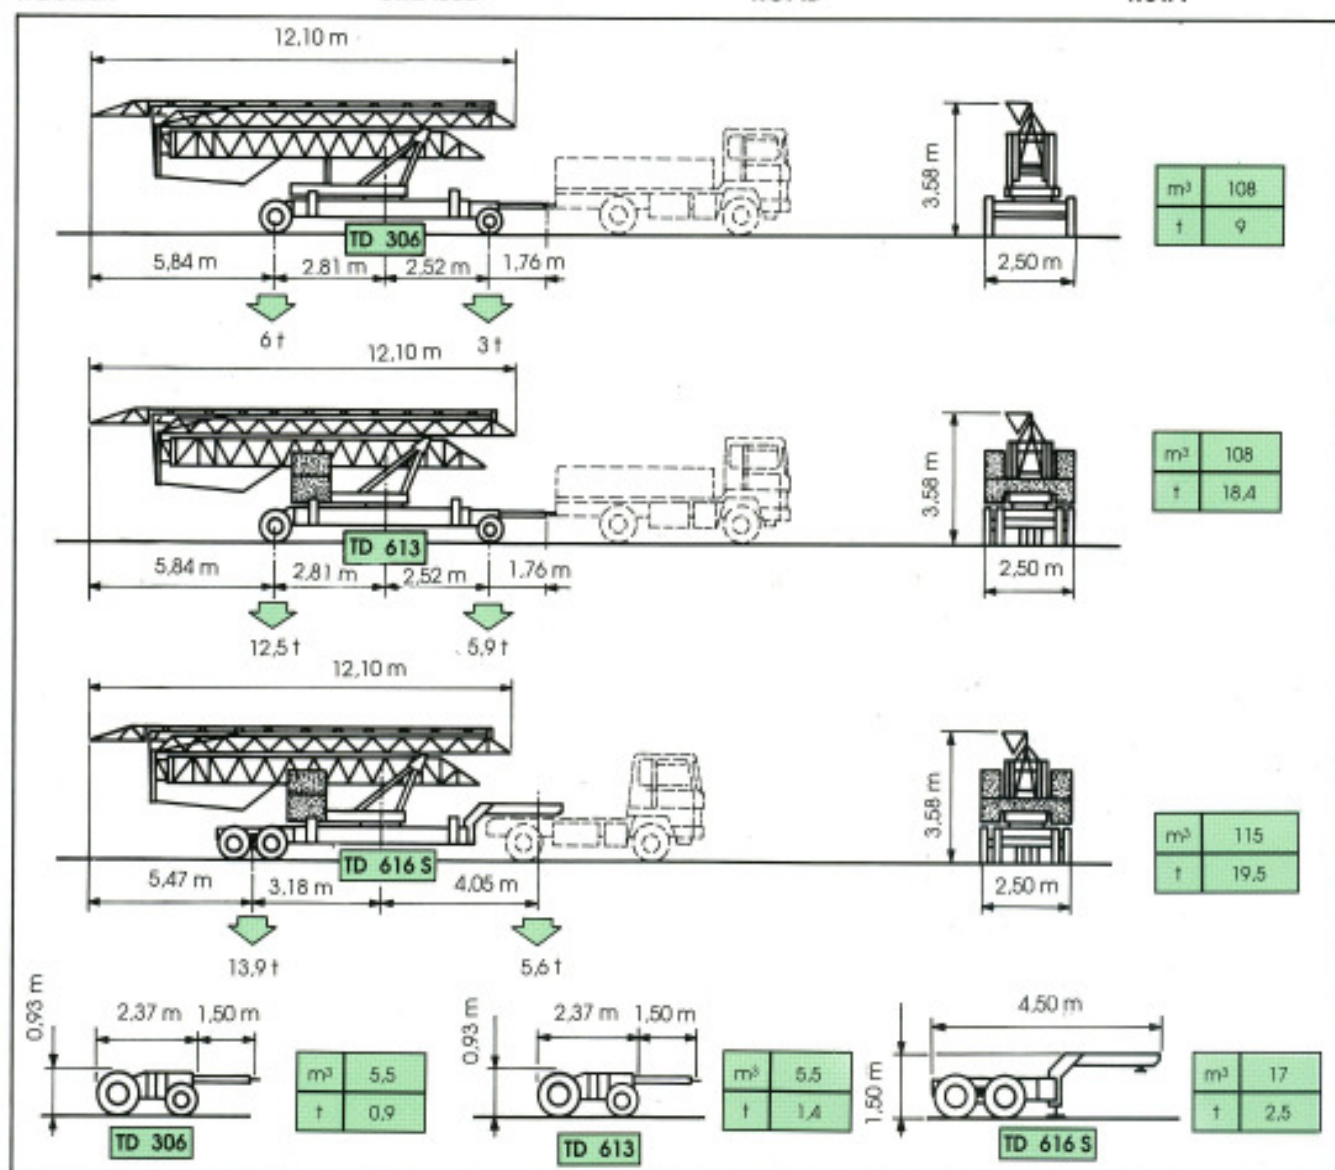 12,10 m
3,58 m
m³ 108
t 9
TD 306
5,84 m 2.81 m 2,52 m 1,76 m
2,50 m
6 t 3 t
12,10 m
3,58 m
m³ 108
t 18,4
TD 613
5,84 m 2,81 m 2,52 m 1.76 m
2,50 m
12,5 t 5,9 t
12,10 m
3,58 m
m³ 115
t 19,5
TD 616 S
5,47 m 3,18 m 4,05 m
2,50 m
13,9 t 5,6 t
0,93 m
2,37 m 1,50 m
m³ 5,5
t 0,9
TD 306
0,93 m
2,37 m 1,50 m
m³ 5,5
t 1,4
TD 613
1,50 m
4,50 m
m³ 17
t 2,5
TD 616 S